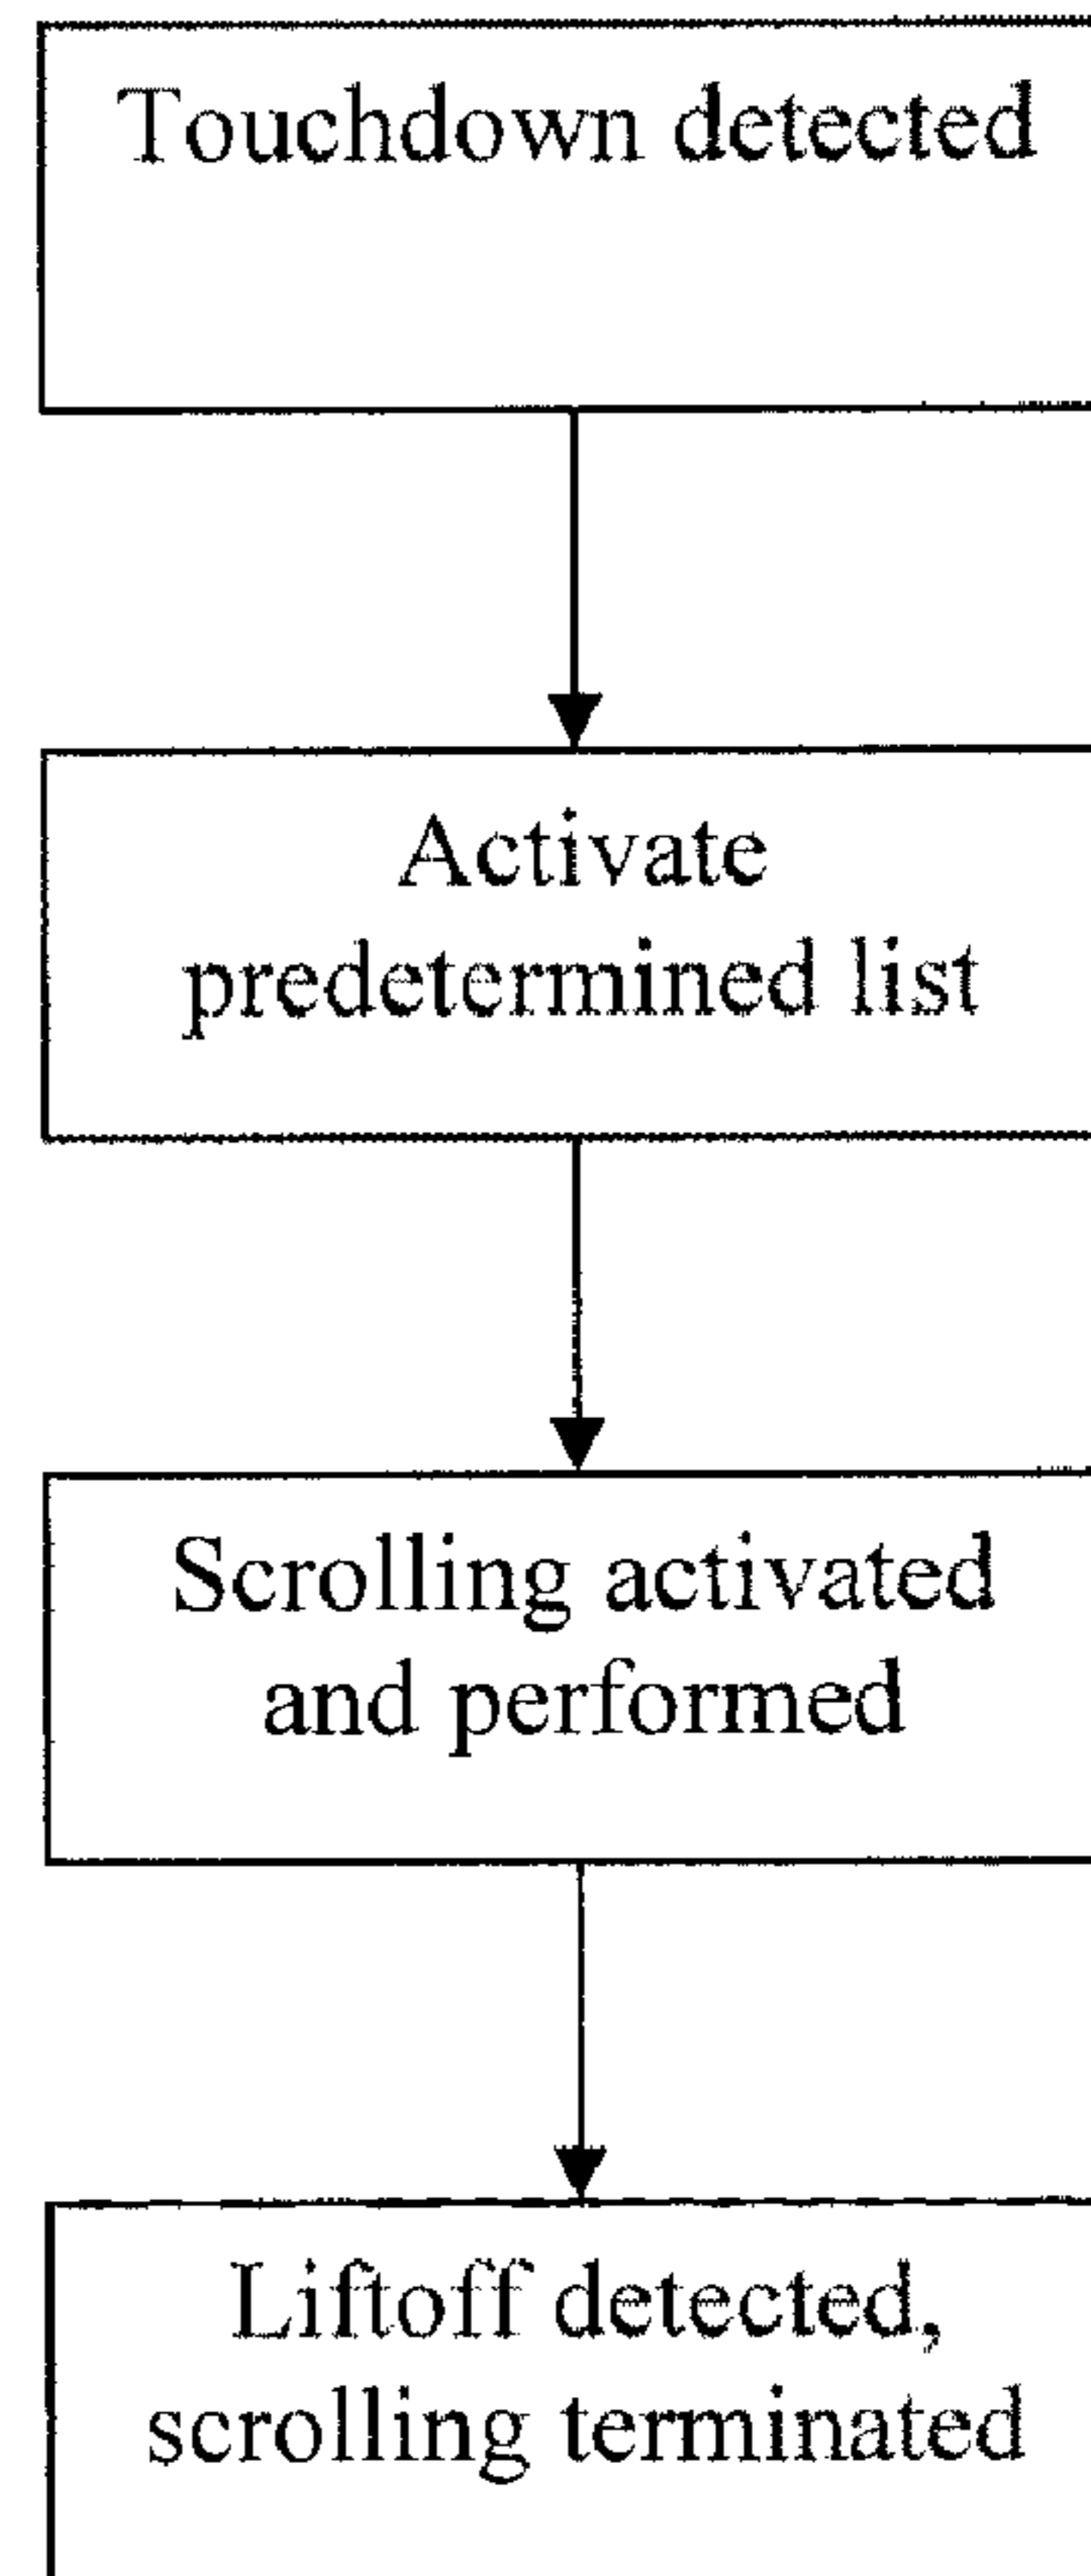 Touchdown detected
Activate
predetermined list
Scrolling activated
and performed
Liftoff detected,
scrolling terminated